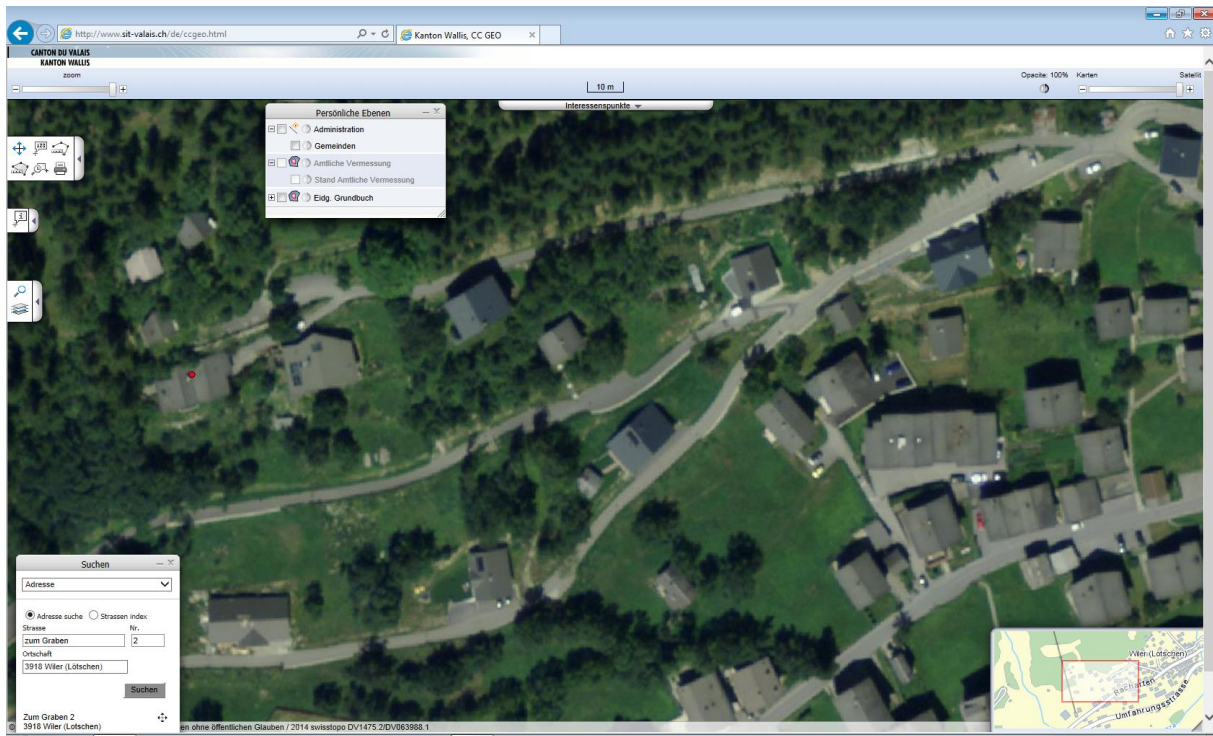 http://www.sit-valais.ch/de/ccgeo.html
Kanton Wallis, CC GEO
CANTON DU VALAIS
KANTON WALLIS
zoom
10 m
Opacite: 100%
Karten
Satellit
Interessenspunkte
Persönliche Ebenen
Administration
Gemeinden
Amtliche Vermessung
Stand Amtliche Vermessung
Eidg. Grundbuch
Suchen
Adresse
Adresse suche
Strassen index
Strasse
Nr.
zum Graben
2
Ortschaft
3918 Wiler (Lötschen)
Suchen
Zum Graben 2
3918 Wiler (Lotschen)
en ohne öffentlichen Glauben / 2014 swisstopo DV1475.2/DV063988.1
Wiler (Lötschen)
Bacharten
Umfahrungsstrasse